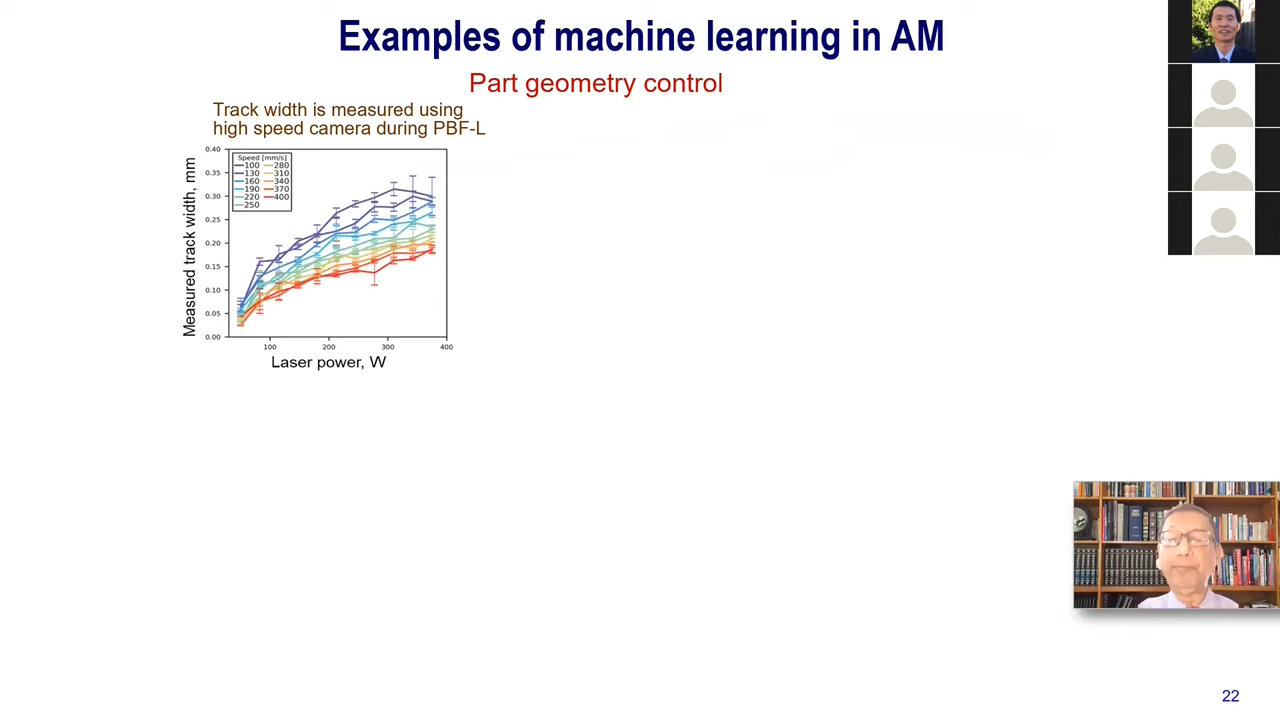 Examples of machine learning in AM
Part geometry control
Track width is measured using
high speed camera during PBF-L
Measured track width, mm
0.40
0.35
0.30
0.25
0.20
0.15
0.10
0.05
0.00
Speed [mm/s]
100 280
130 310
160 340
190 370
220 400
250
100 200 300 400
Laser power, W
22